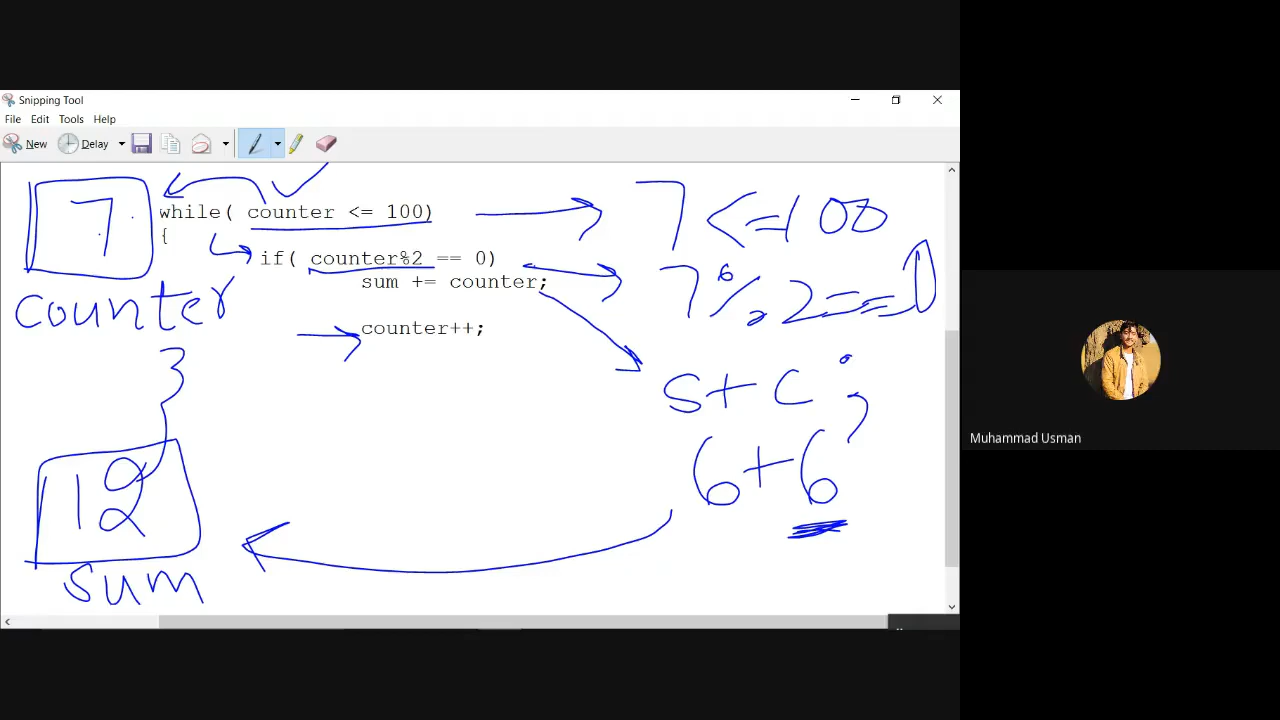 Snipping Tool
File Edit Tools Help
New Delay
7
while( counter <= 100)
7 <= 100
{
if( counter%2 == 0)
7 % 2 == 0
sum += counter;
counter
counter++;
}
s + c ;
6 + 6
12
sum
Muhammad Usman